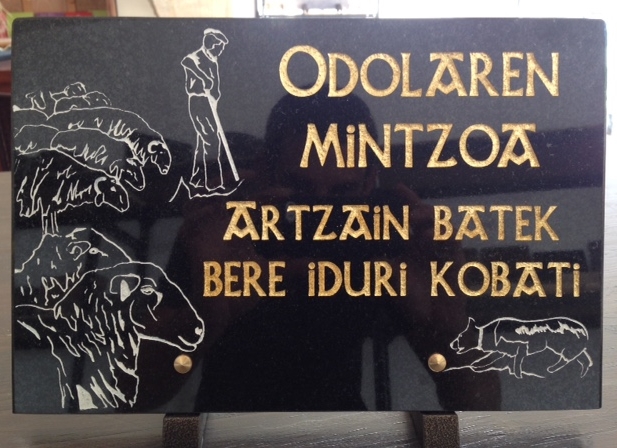 ODOLAREN
MiNTZOA
ARTZAiN BATEK
BERE iDURi KOBATi